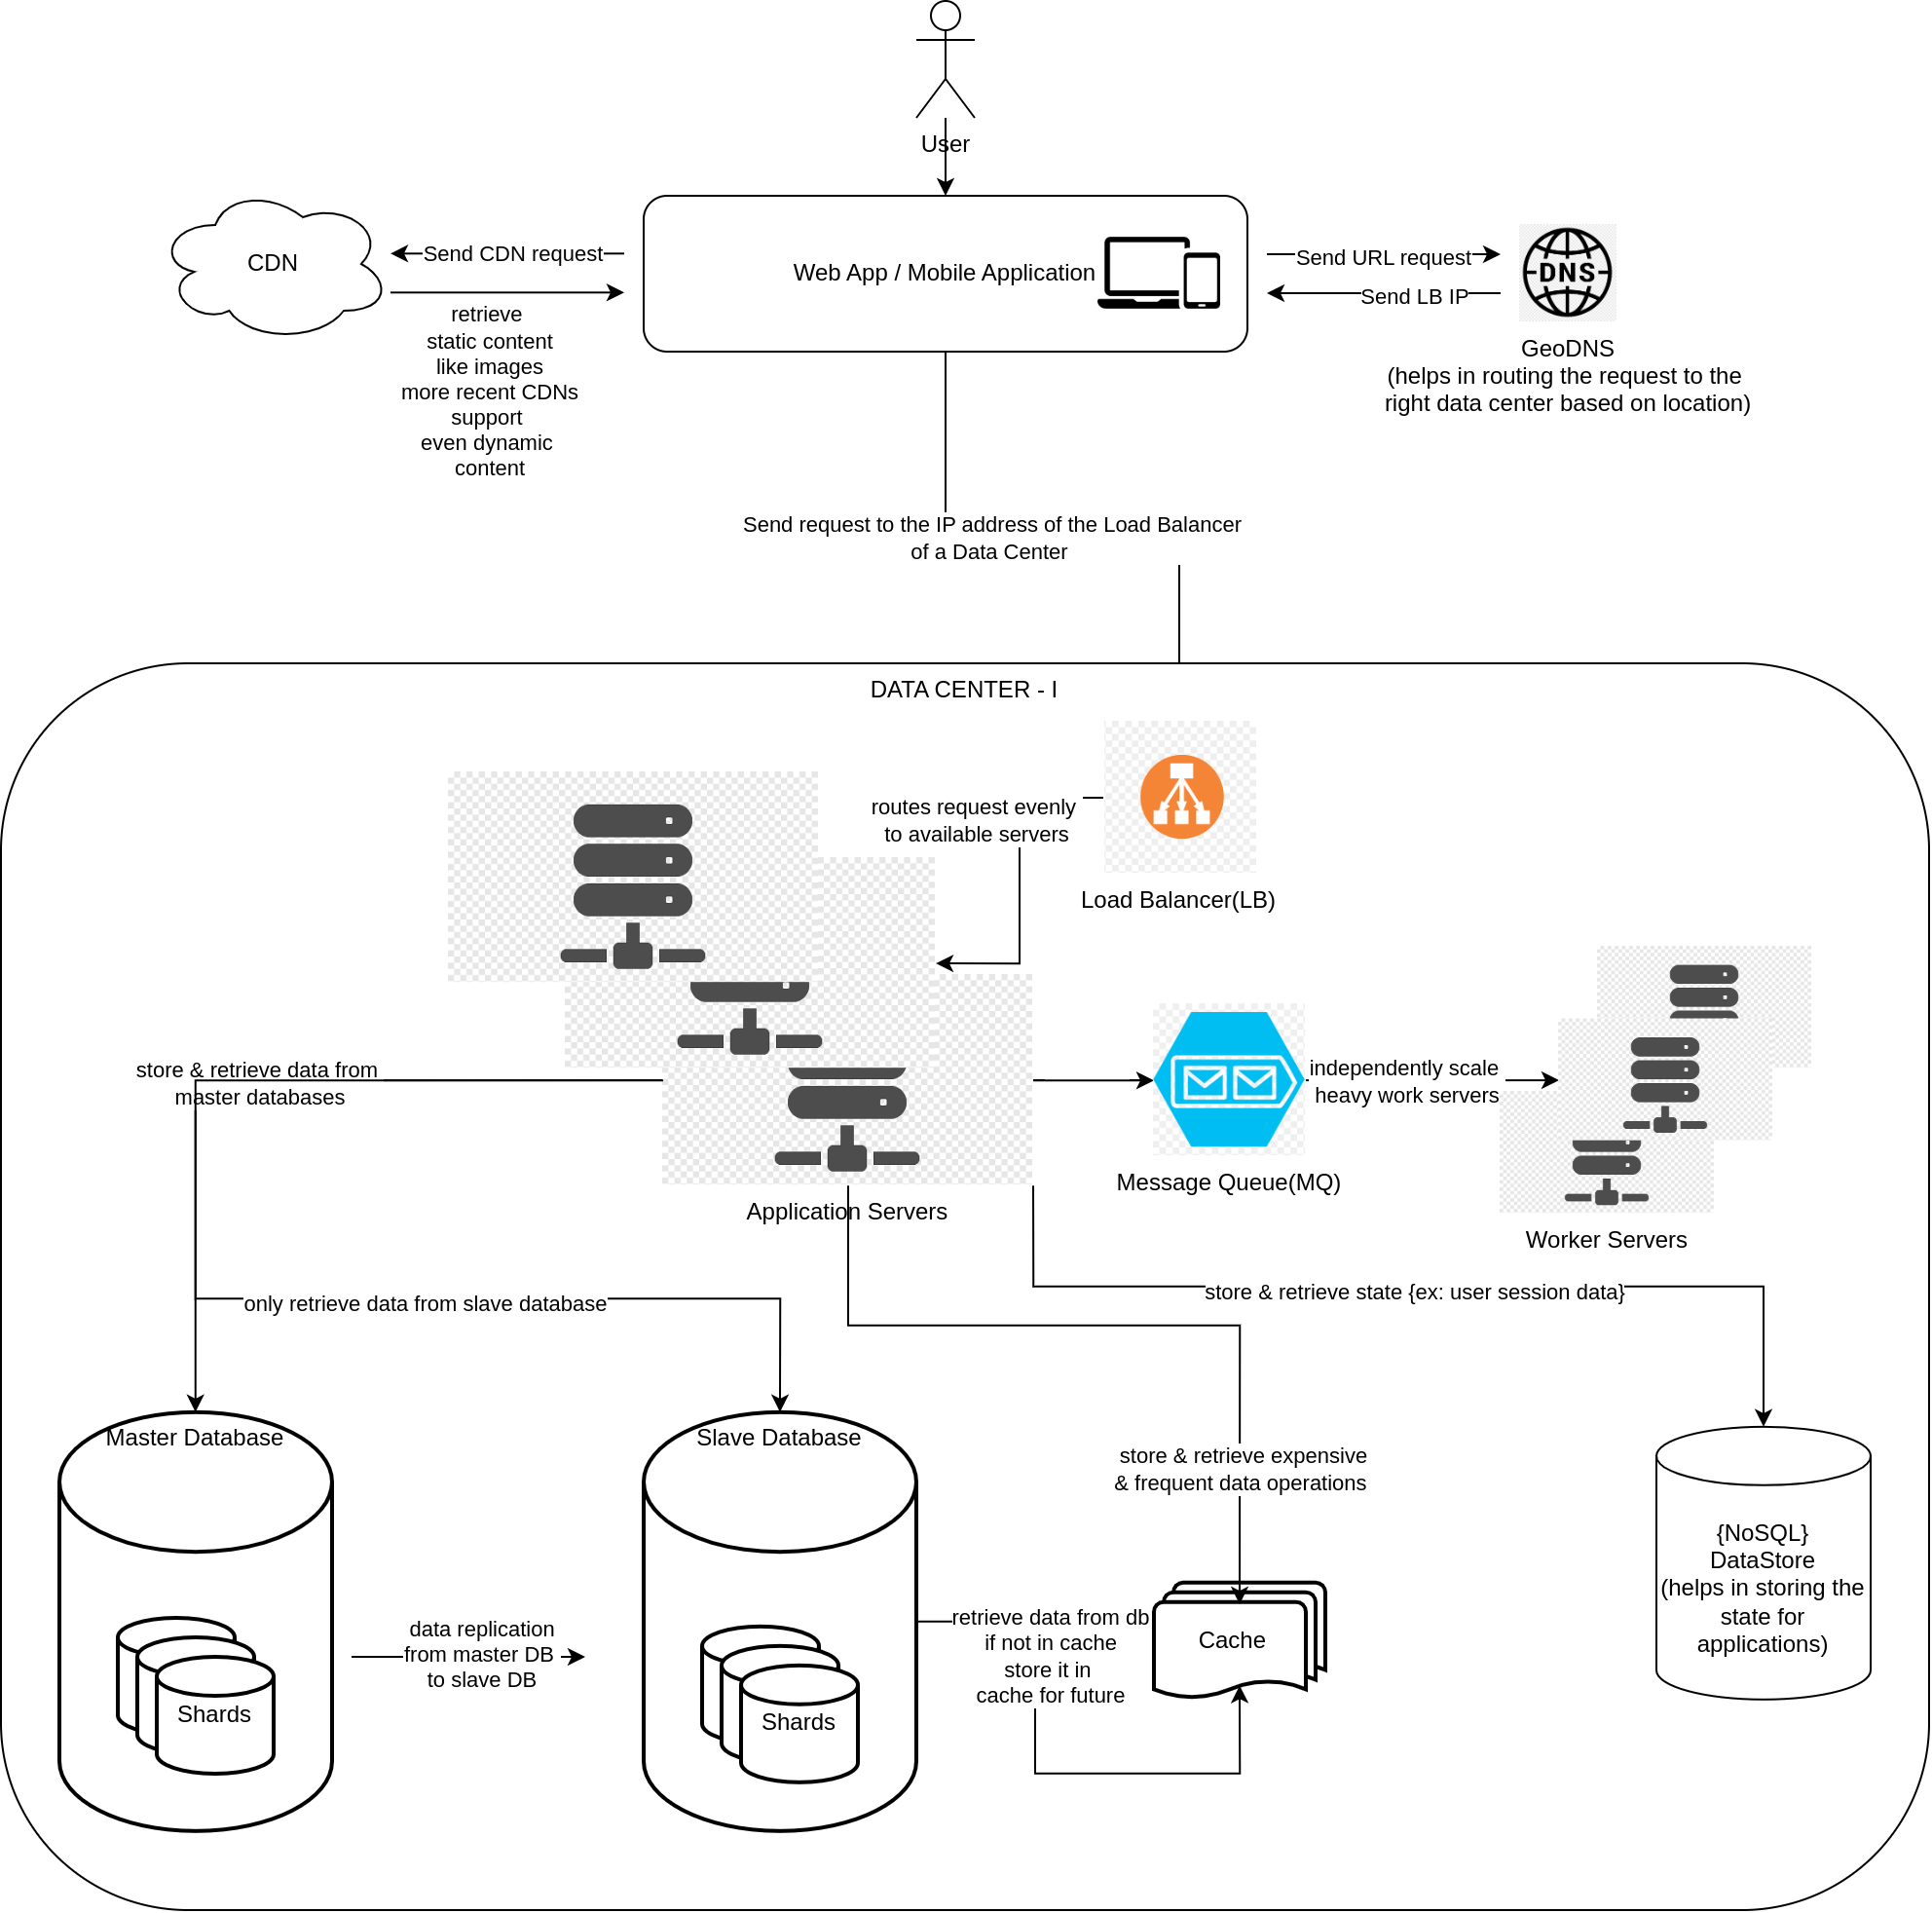 User
CDN
Send CDN request
Web App / Mobile Application
Send URL request
Send LB IP
DNS
retrieve
static content
like images
more recent CDNs
support
even dynamic
content
GeoDNS
(helps in routing the request to the
right data center based on location)
Send request to the IP address of the Load Balancer
of a Data Center
DATA CENTER - I
routes request evenly
to available servers
Load Balancer(LB)
store & retrieve data from
master databases
independently scale
heavy work servers
Application Servers
Message Queue(MQ)
Worker Servers
only retrieve data from slave database
store & retrieve state {ex: user session data}
Master Database
Slave Database
store & retrieve expensive
& frequent data operations
{NoSQL}
DataStore
(helps in storing the
state for
applications)
data replication
from master DB
to slave DB
retrieve data from db
if not in cache
store it in
cache for future
Cache
Shards
Shards